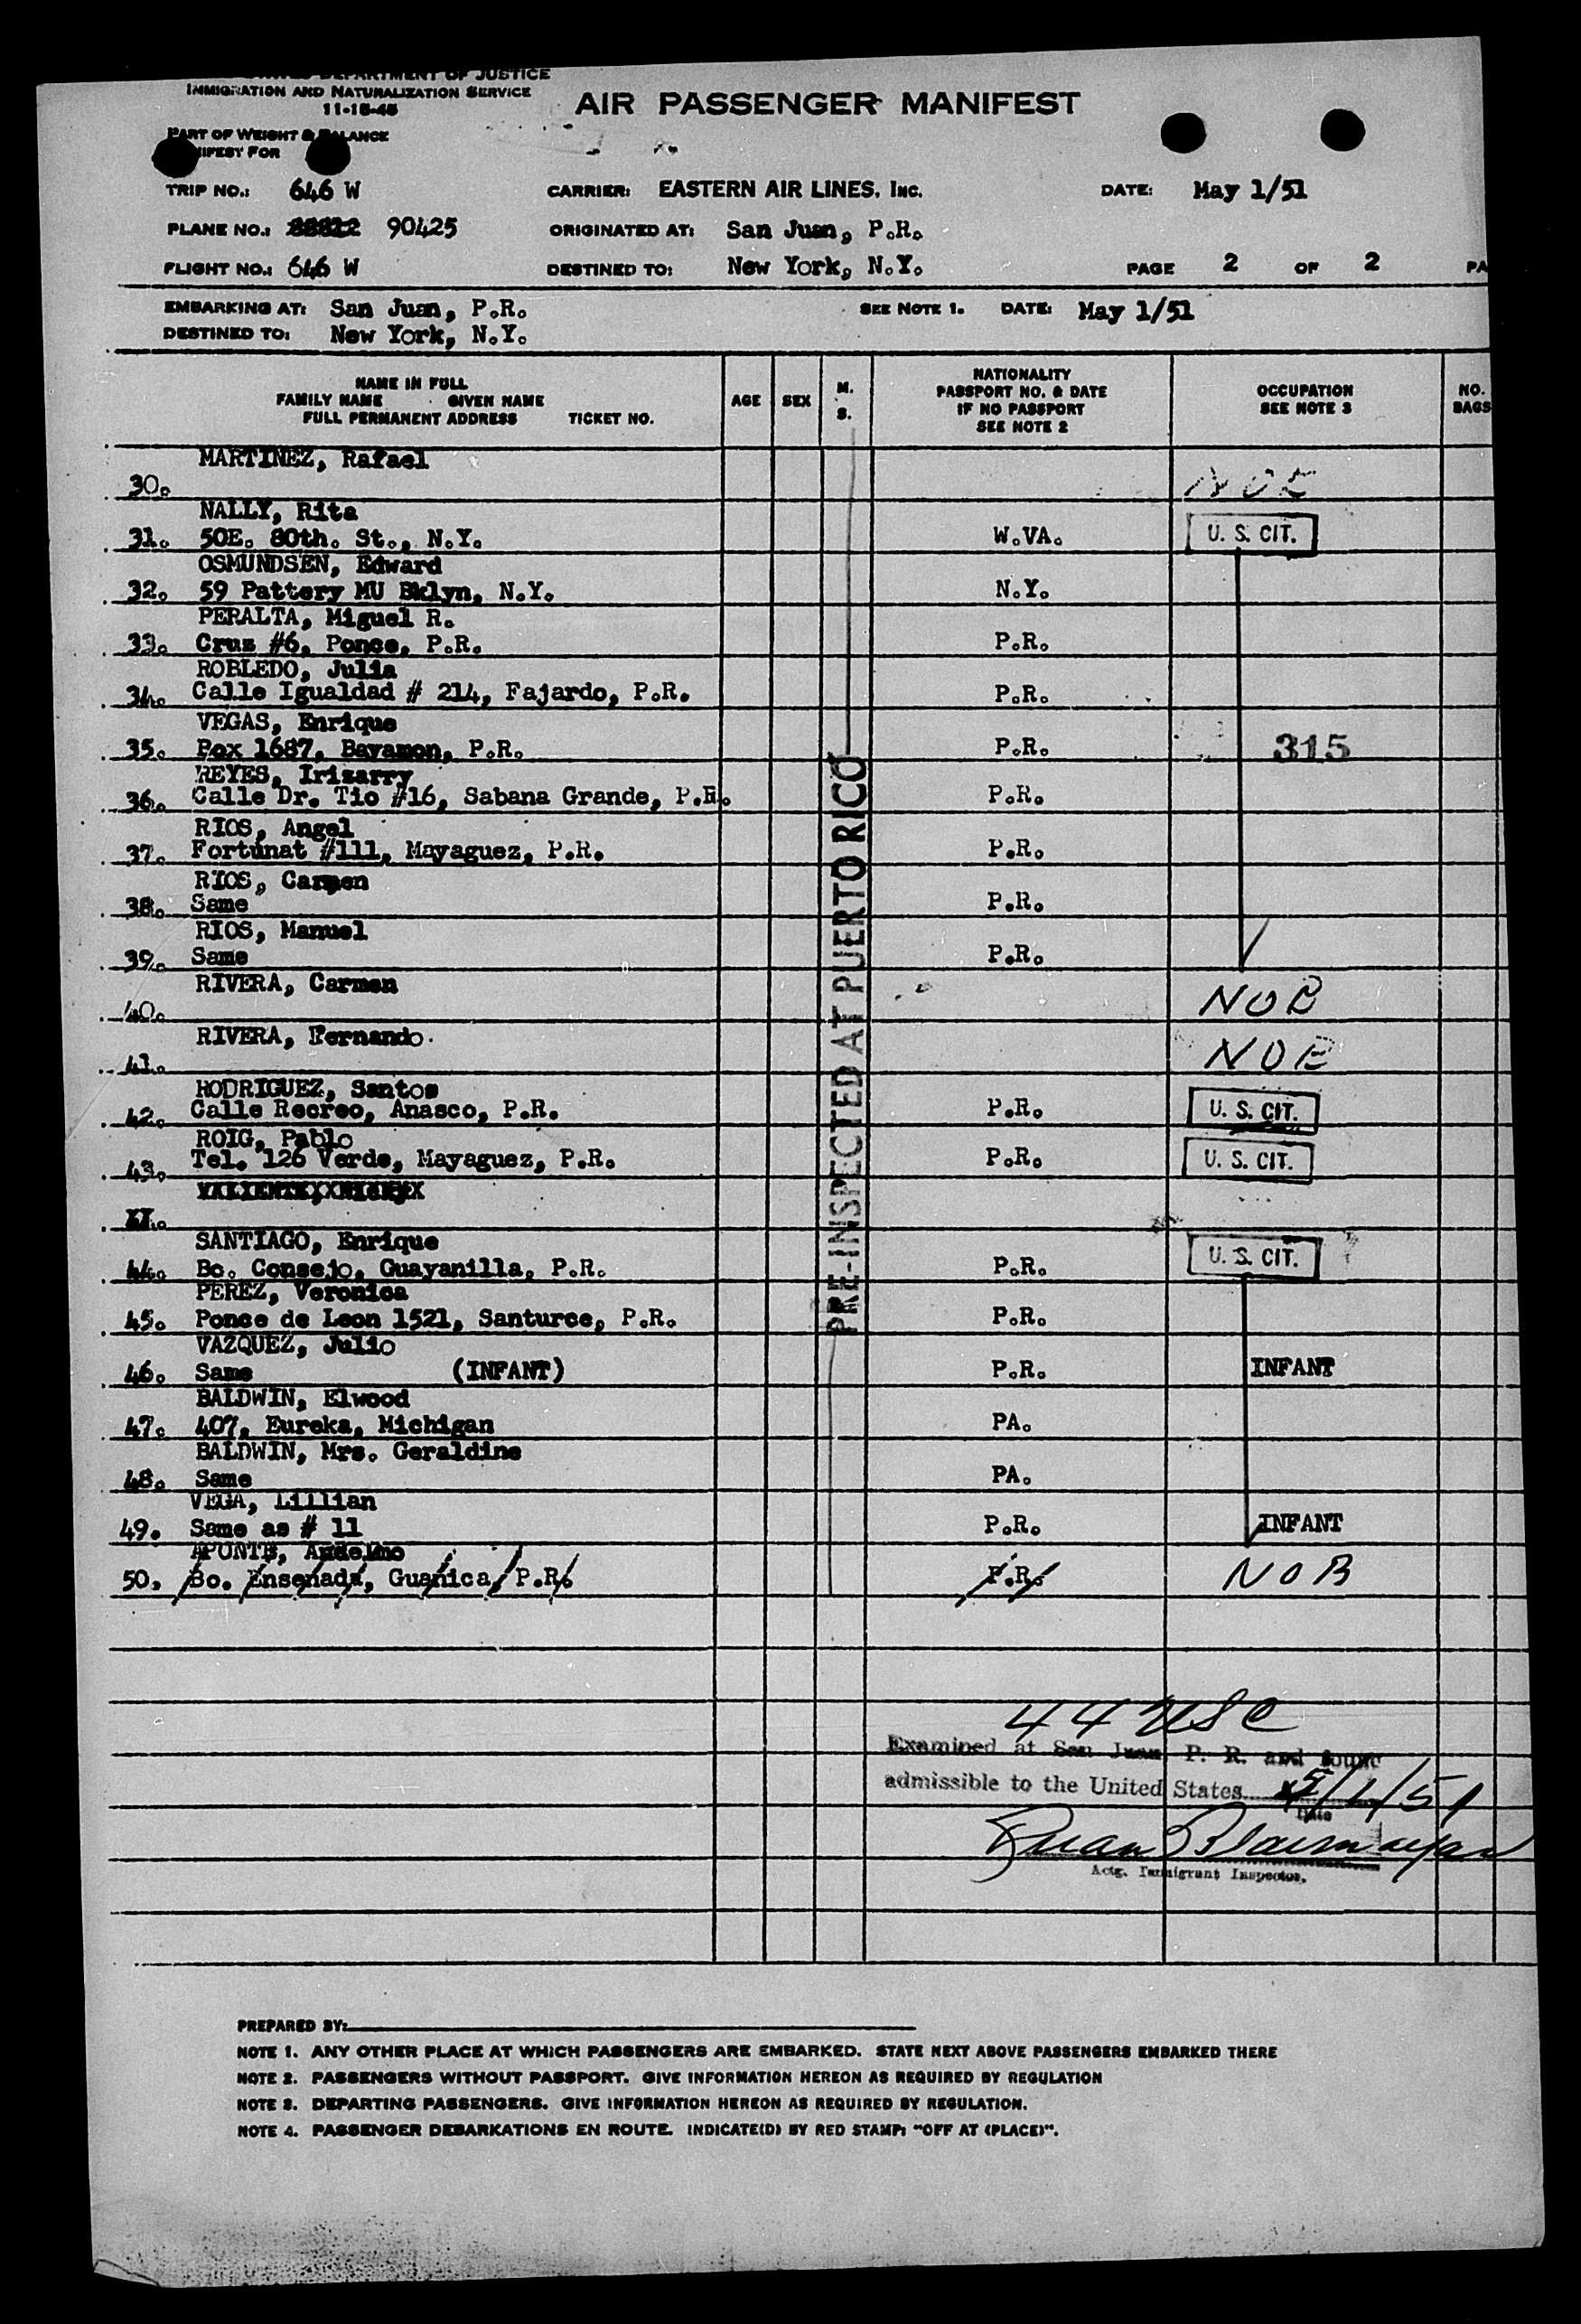 DEPARTMENT OF JUSTICE
IMMIGRATION AND NATURALIZATION SERVICE
11-15-45
AIR PASSENGER MANIFEST
PART OF WEIGHT & BALANCE
MANIFEST FOR
TRIP NO.: 646 W CARRIER: EASTERN AIR LINES, INC. DATE: May 1/51
PLANE NO.: 90425 ORIGINATED AT: San Juan, P.R.
FLIGHT NO.: 646 W DESTINED TO: New York, N.Y. PAGE 2 OF 2 PA
EMBARKING AT: San Juan, P.R. SEE NOTE 1. DATE: May 1/51
DESTINED TO: New York, N.Y.
NAME IN FULL
FAMILY NAME GIVEN NAME
FULL PERMANENT ADDRESS TICKET NO.
AGE
SEX
M.
S.
NATIONALITY
PASSPORT NO. & DATE
IF NO PASSPORT
SEE NOTE 2
OCCUPATION
SEE NOTE 3
NO.
BAGS
MARTINEZ, Rafael
30. NOE
NALLY, Rita
31. 50E. 80th. St., N.Y. W.VA. U. S. CIT.
OSMUNDSEN, Edward
32. 59 Pattery MU Bklyn, N.Y. N.Y.
PERALTA, Miguel R.
33. Cruz #6, Ponce, P.R. P.R.
ROBLEDO, Julia
34. Calle Igualdad # 214, Fajardo, P.R. P.R.
VEGAS, Enrique
35. Box 1687, Bayamon, P.R. P.R. 315
REYES, Irizarry
36. Calle Dr. Tio #16, Sabana Grande, P.R. P.R.
RIOS, Angel
37. Fortunat #111, Mayaguez, P.R. P.R.
RIOS, Carmen
38. Same P.R.
RIOS, Manuel
39. Same P.R.
RIVERA, Carmen
40. NOB
RIVERA, Fernando
41. NOB
RODRIGUEZ, Santos
42. Calle Recreo, Anasco, P.R. P.R. U. S. CIT.
ROIG, Pablo
43. Tel. 126 Verde, Mayaguez, P.R. P.R. U. S. CIT.
SANTIAGO, Enrique
44. Bo. Consejo, Guayanilla, P.R. P.R. U. S. CIT.
PEREZ, Veronica
45. Ponce de Leon 1521, Santurce, P.R. P.R.
VAZQUEZ, Julio
46. Same (INFANT) P.R. INFANT
BALDWIN, Elwood
47. 407, Eureka, Michigan PA.
BALDWIN, Mrs. Geraldine
48. Same PA.
VEGA, Lillian
49. Same as # 11 P.R. INFANT
APONTE, Andelmo
50. Bo. Ensenada, Guanica, P.R. P.R. NOB
PRE-INSPECTED AT PUERTO RICO
44 USC
Examined at San Juan P. R. and found
admissible to the United States 5/1/51
Date
Juan
Actg. Immigrant Inspector.
PREPARED BY:
NOTE 1. ANY OTHER PLACE AT WHICH PASSENGERS ARE EMBARKED. STATE NEXT ABOVE PASSENGERS EMBARKED THERE
NOTE 2. PASSENGERS WITHOUT PASSPORT. GIVE INFORMATION HEREON AS REQUIRED BY REGULATION
NOTE 3. DEPARTING PASSENGERS. GIVE INFORMATION HEREON AS REQUIRED BY REGULATION.
NOTE 4. PASSENGER DEBARKATIONS EN ROUTE. INDICATE(D) BY RED STAMP: "OFF AT (PLACE)".